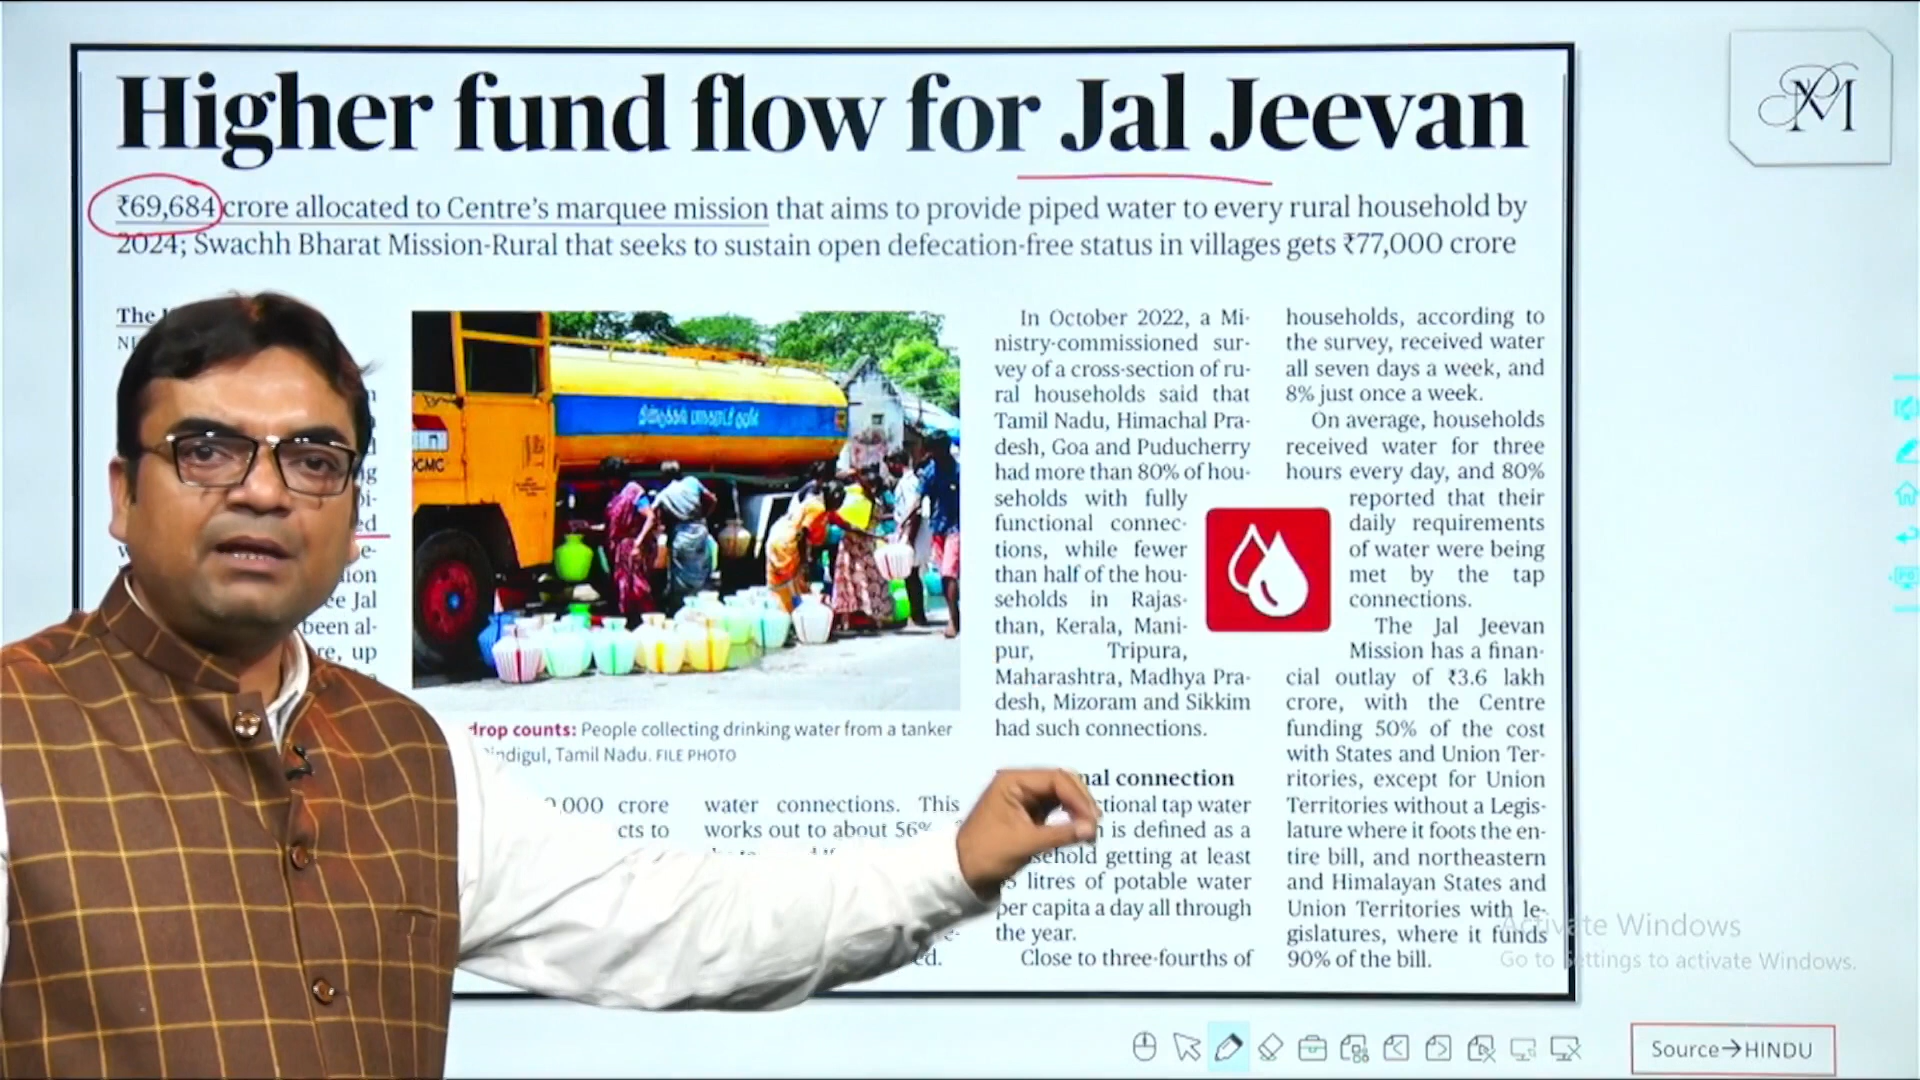 Higher fund flow for Jal Jeevan
₹69,684 crore allocated to Centre's marquee mission that aims to provide piped water to every rural household by
2024; Swachh Bharat Mission-Rural that seeks to sustain open defecation-free status in villages gets ₹77,000 crore
The
been al-
, up
திண்டுக்கல் மாநகராட்சி குடிநீர்
drop counts: People collecting drinking water from a tanker
Tamil Nadu. FILE PHOTO
crore
to
water connections. This
works out to about 56%
In October 2022, a Mi-
nistry-commissioned sur-
vey of a cross-section of ru-
ral households said that
Tamil Nadu, Himachal Pra-
desh, Goa and Puducherry
had more than 80% of hou-
seholds with fully
functional connec-
tions, while fewer
than half of the hou-
seholds in Rajas-
than, Kerala, Mani-
pur, Tripura,
Maharashtra, Madhya Pra-
desh, Mizoram and Sikkim
had such connections.
connection
tap water
is defined as a
getting at least
litres of potable water
per capita a day all through
the year.
Close to three-fourths of
households, according to
the survey, received water
all seven days a week, and
8% just once a week.
On average, households
received water for three
hours every day, and 80%
reported that their
daily requirements
of water were being
met by the tap
connections.
The Jal Jeevan
Mission has a finan-
cial outlay of ₹3.6 lakh
crore, with the Centre
funding 50% of the cost
with States and Union Ter-
ritories, except for Union
Territories without a Legis-
lature where it foots the en-
tire bill, and northeastern
and Himalayan States and
Union Territories with le-
gislatures, where it funds
90% of the bill.
Activate Windows
Go to Settings to activate Windows.
Source→HINDU